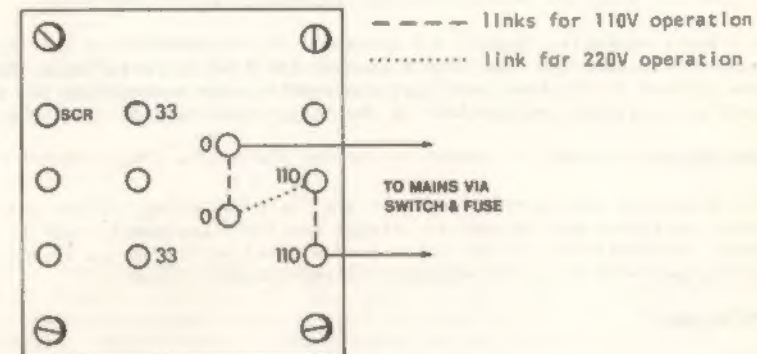 links for 110V operation
link for 220V operation
SCR
33
0
110
TO MAINS VIA
SWITCH & FUSE
0
33
110